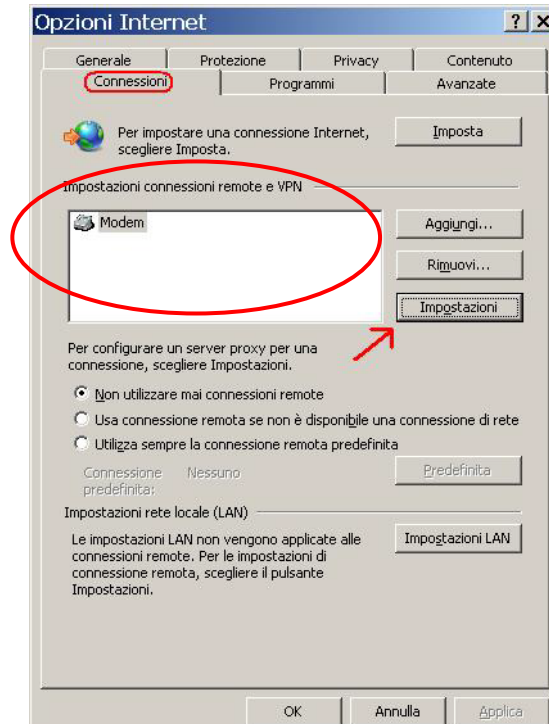 Opzioni Internet
Generale Protezione Privacy Contenuto
Connessioni Programmi Avanzate
Per impostare una connessione Internet,
scegliere Imposta.
Imposta
Impostazioni connessioni remote e VPN
Modem
Aggiungi...
Rimuovi...
Impostazioni
Per configurare un server proxy per una
connessione, scegliere Impostazioni.
Non utilizzare mai connessioni remote
Usa connessione remota se non è disponibile una connessione di rete
Utilizza sempre la connessione remota predefinita
Connessione Nessuno
predefinita:
Predefinita
Impostazioni rete locale (LAN)
Le impostazioni LAN non vengono applicate alle
connessioni remote. Per le impostazioni di
connessione remota, scegliere il pulsante
Impostazioni.
Impostazioni LAN
OK Annulla Applica